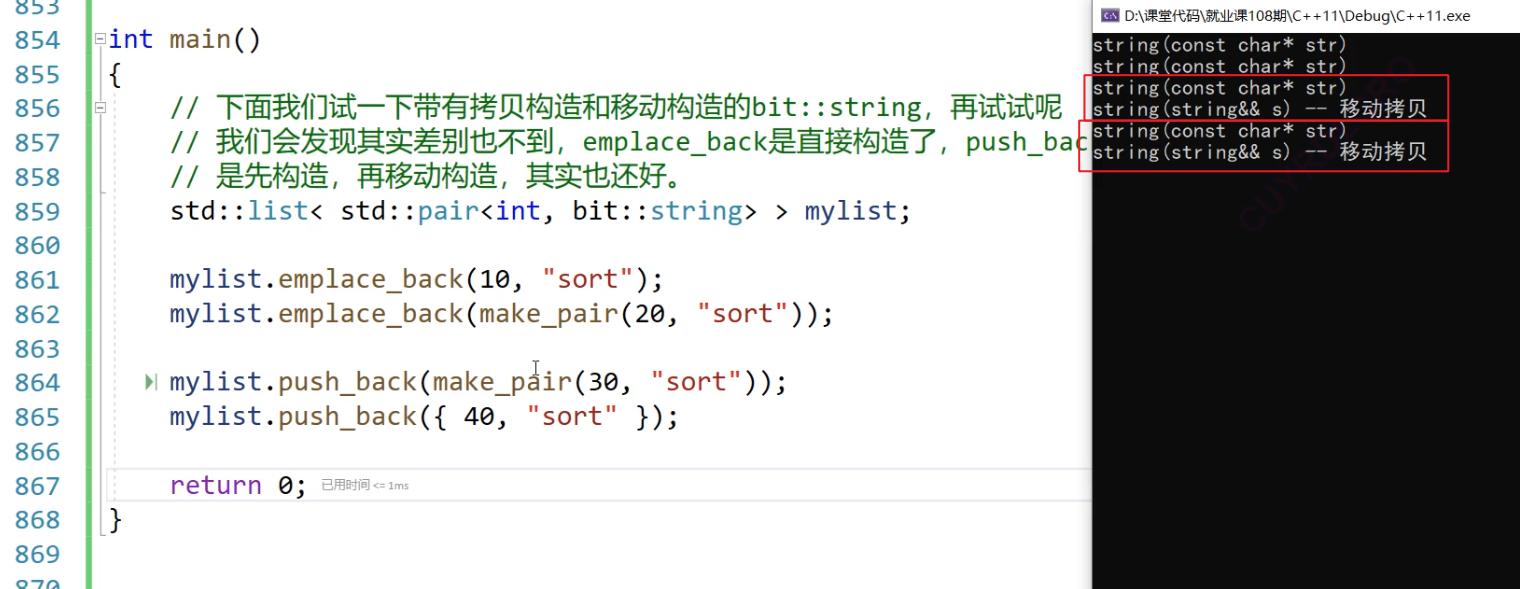 853
854 int main()
855 {
856 // 下面我们试一下带有拷贝构造和移动构造的bit::string，再试试呢
857 // 我们会发现其实差别也不到，emplace_back是直接构造了，push_bac
858 // 是先构造，再移动构造，其实也还好。
859 std::list< std::pair<int, bit::string> > mylist;
860
861 mylist.emplace_back(10, "sort");
862 mylist.emplace_back(make_pair(20, "sort"));
863
864 mylist.push_back(make_pair(30, "sort"));
865 mylist.push_back({ 40, "sort" });
866
867 return 0; 已用时间 <= 1ms
868 }
869
870
D:\课堂代码\就业课108期\C++11\Debug\C++11.exe
string(const char* str)
string(const char* str)
string(const char* str)
string(string&& s) -- 移动拷贝
string(const char* str)
string(string&& s) -- 移动拷贝